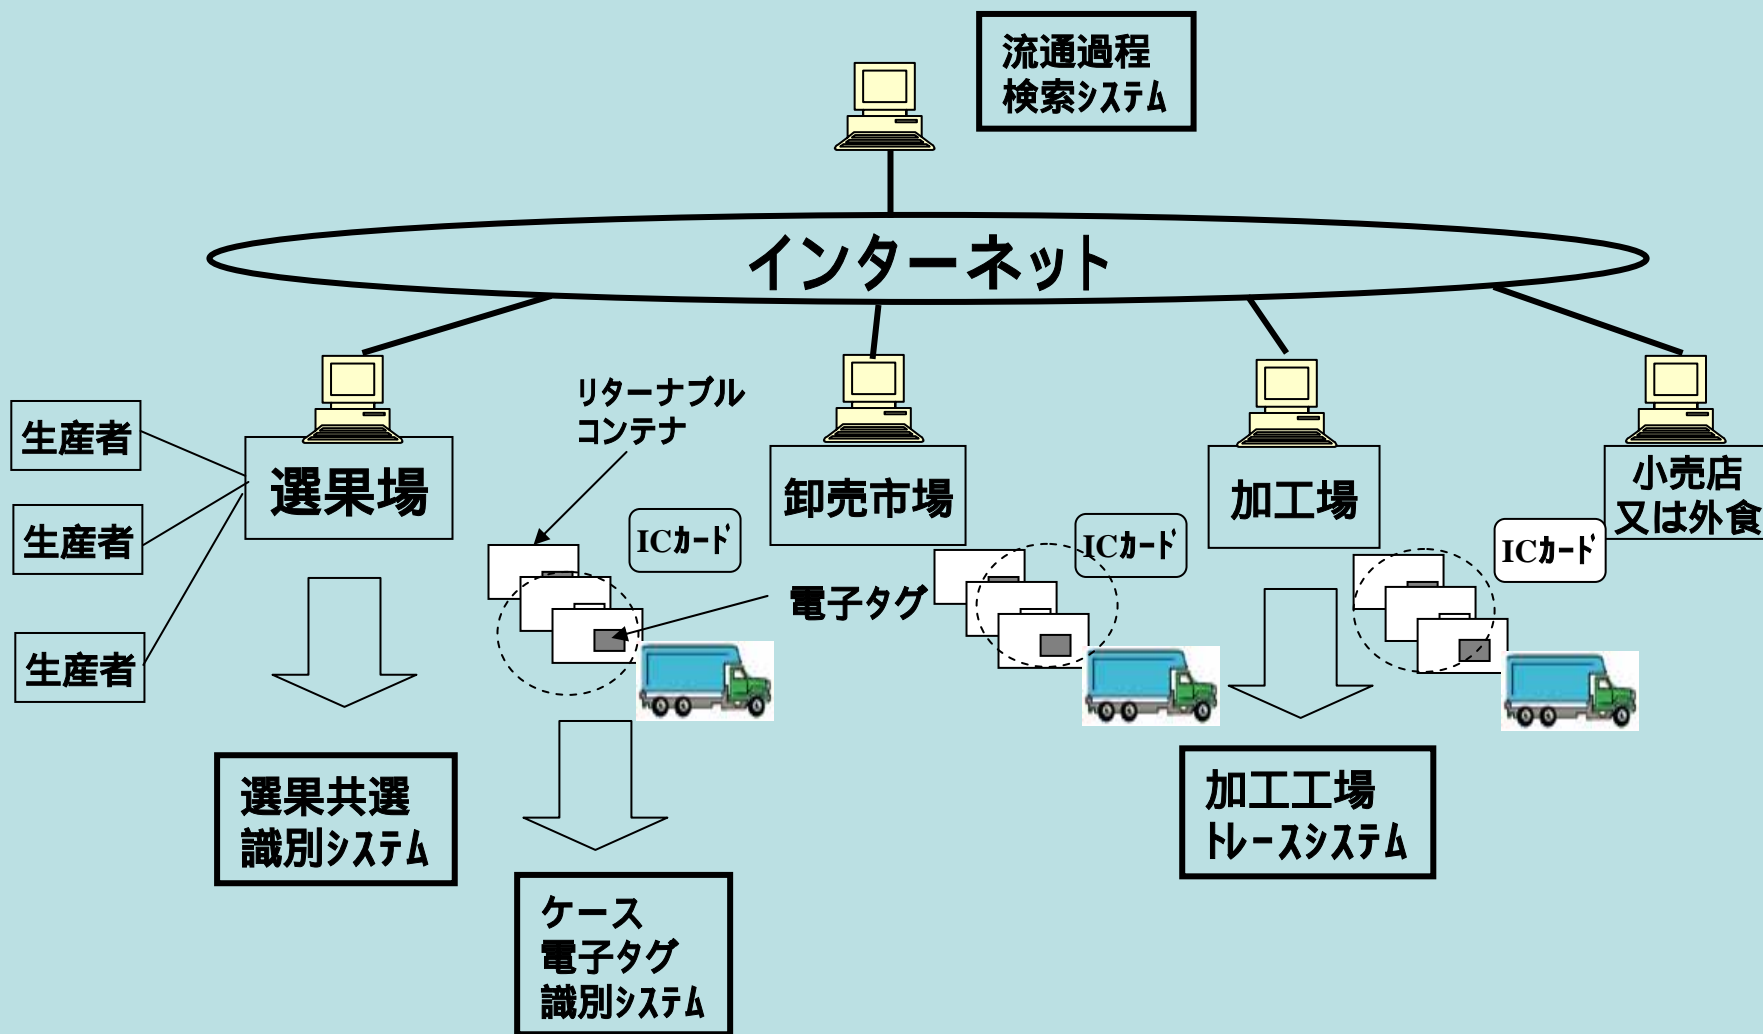 流通過程
検索システム
インターネット
リターナブル
コンテナ
生産者
選果場
卸売市場
加工場
小売店
又は外食
生産者
ICカード
ICカード
ICカード
電子タグ
生産者
選果共選
識別システム
加工工場
トレースシステム
ケース
電子タグ
識別システム